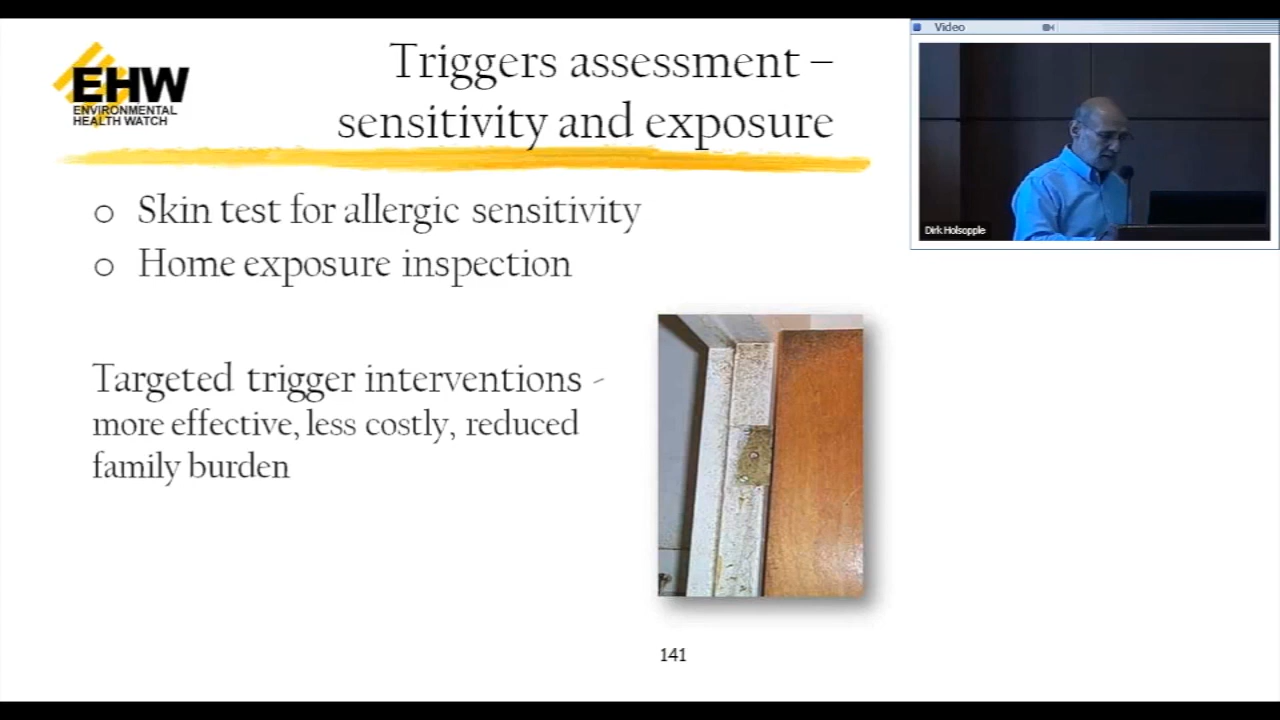 EHW
ENVIRONMENTAL
HEALTH WATCH
Triggers assessment –
sensitivity and exposure
o Skin test for allergic sensitivity
o Home exposure inspection
Targeted trigger interventions -
more effective, less costly, reduced
family burden
141
Video
Dirk Holsopple